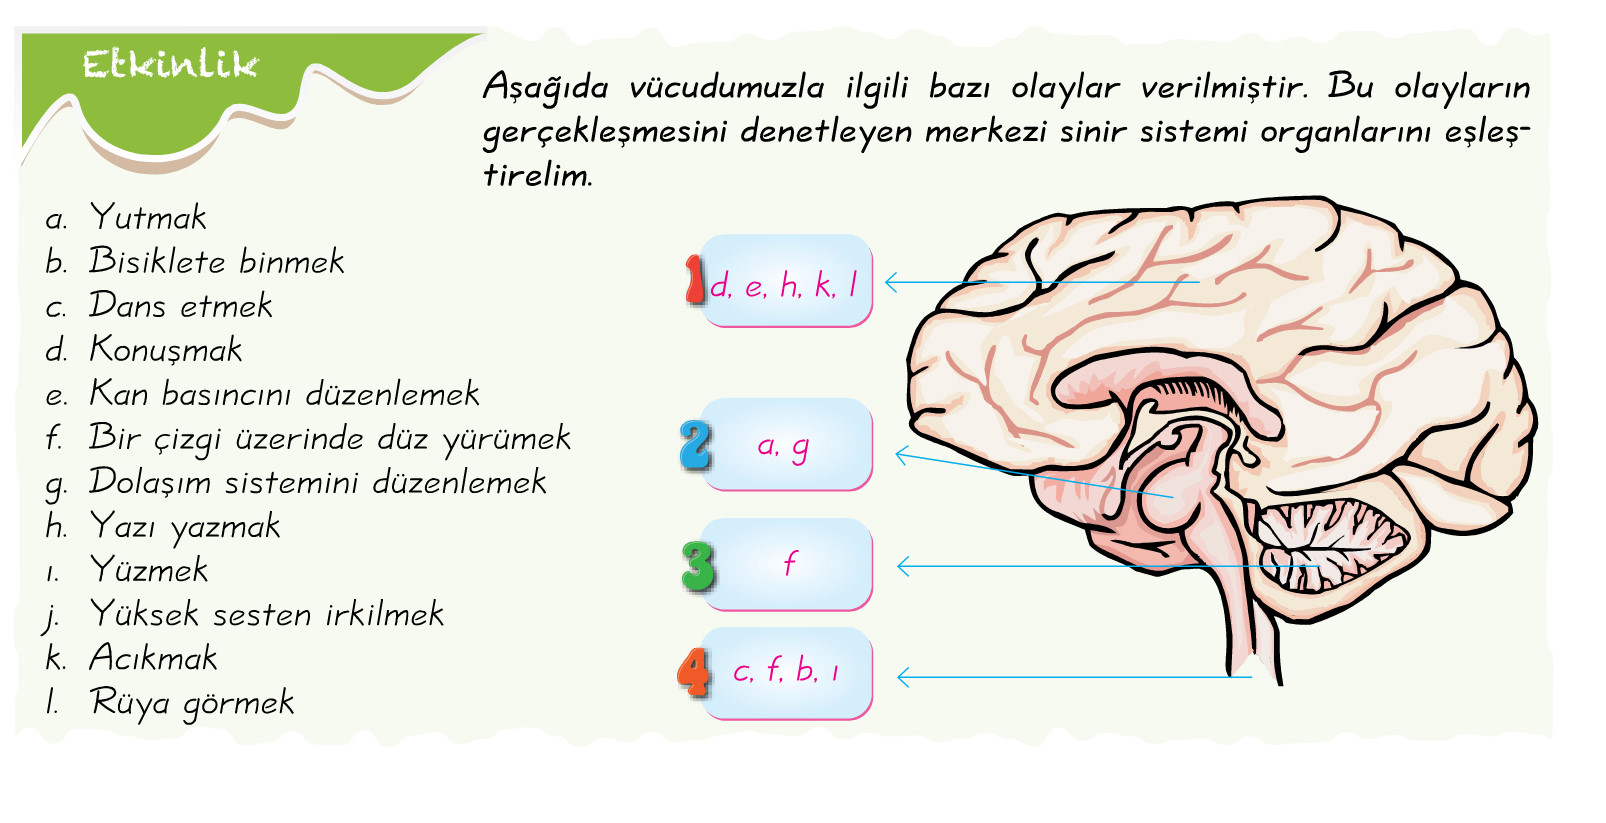 Etkinlik
Aşağıda vücudumuzla ilgili bazı olaylar verilmiştir. Bu olayların
gerçekleşmesini denetleyen merkezi sinir sistemi organlarını eşleş-
tirelim.
a. Yutmak
b. Bisiklete binmek
c. Dans etmek
d. Konuşmak
e. Kan basıncını düzenlemek
f. Bir çizgi üzerinde düz yürümek
g. Dolaşım sistemini düzenlemek
h. Yazı yazmak
ı. Yüzmek
j. Yüksek sesten irkilmek
k. Acıkmak
l. Rüya görmek
1 d, e, h, k, l
2 a, g
3 f
4 c, f, b, ı